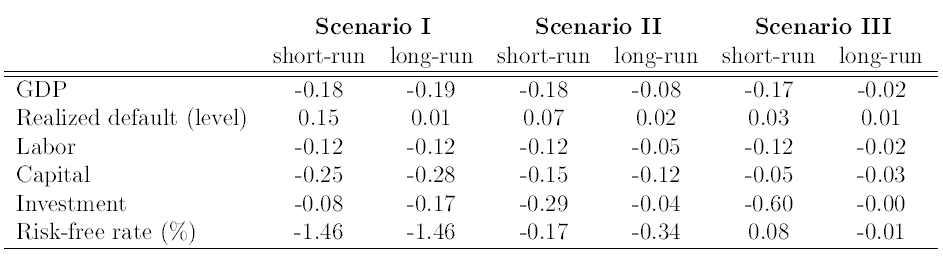 Scenario I Scenario II Scenario III
short-run long-run short-run long-run short-run long-run
GDP -0.18 -0.19 -0.18 -0.08 -0.17 -0.02
Realized default (level) 0.15 0.01 0.07 0.02 0.03 0.01
Labor -0.12 -0.12 -0.12 -0.05 -0.12 -0.02
Capital -0.25 -0.28 -0.15 -0.12 -0.05 -0.03
Investment -0.08 -0.17 -0.29 -0.04 -0.60 -0.00
Risk-free rate (%) -1.46 -1.46 -0.17 -0.34 0.08 -0.01